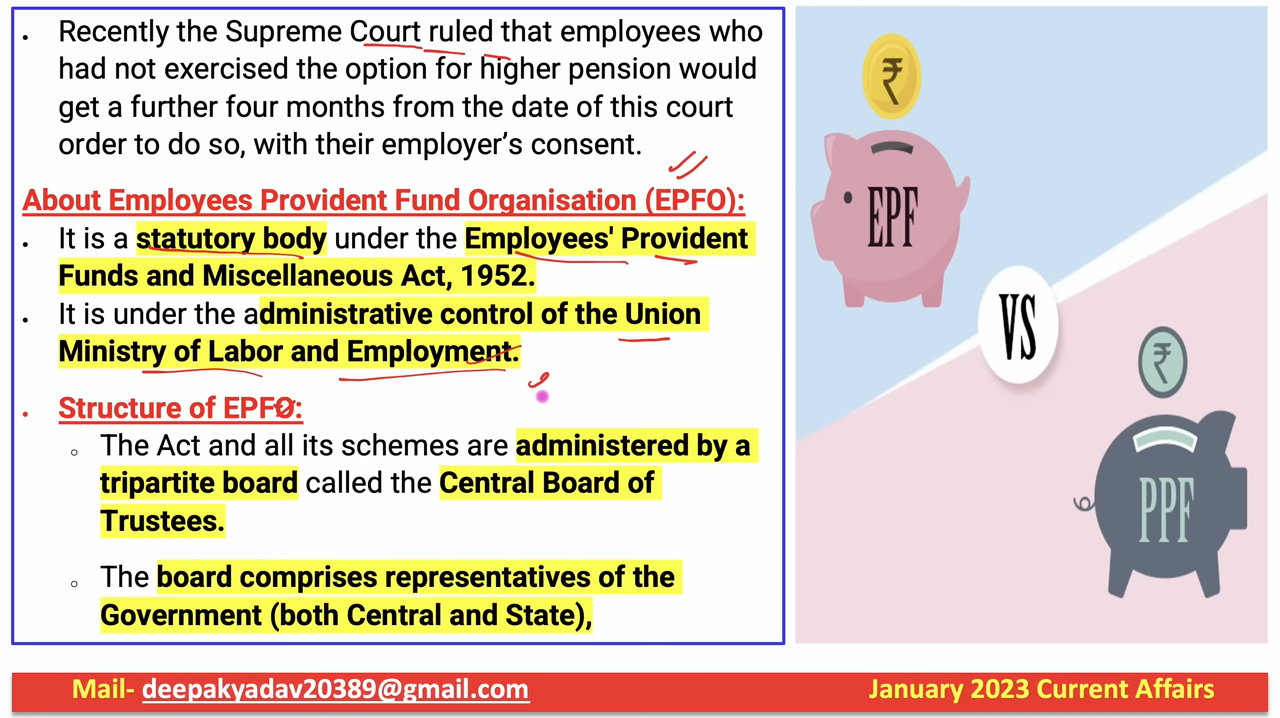 • Recently the Supreme Court ruled that employees who
had not exercised the option for higher pension would
get a further four months from the date of this court
order to do so, with their employer’s consent.
About Employees Provident Fund Organisation (EPFO):
• It is a statutory body under the Employees' Provident
Funds and Miscellaneous Act, 1952.
• It is under the administrative control of the Union
Ministry of Labor and Employment.
• Structure of EPFO:
○ The Act and all its schemes are administered by a
tripartite board called the Central Board of
Trustees.
○ The board comprises representatives of the
Government (both Central and State),
₹
EPF
VS
₹
PPF
Mail- deepakyadav20389@gmail.com
January 2023 Current Affairs